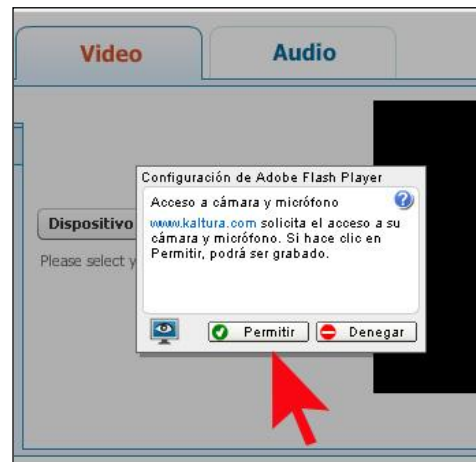 Video
Audio
Configuración de Adobe Flash Player
Acceso a cámara y micrófono
www.kaltura.com solicita el acceso a su
cámara y micrófono. Si hace clic en
Permitir, podrá ser grabado.
Dispositivo
Please select
Permitir
Denegar